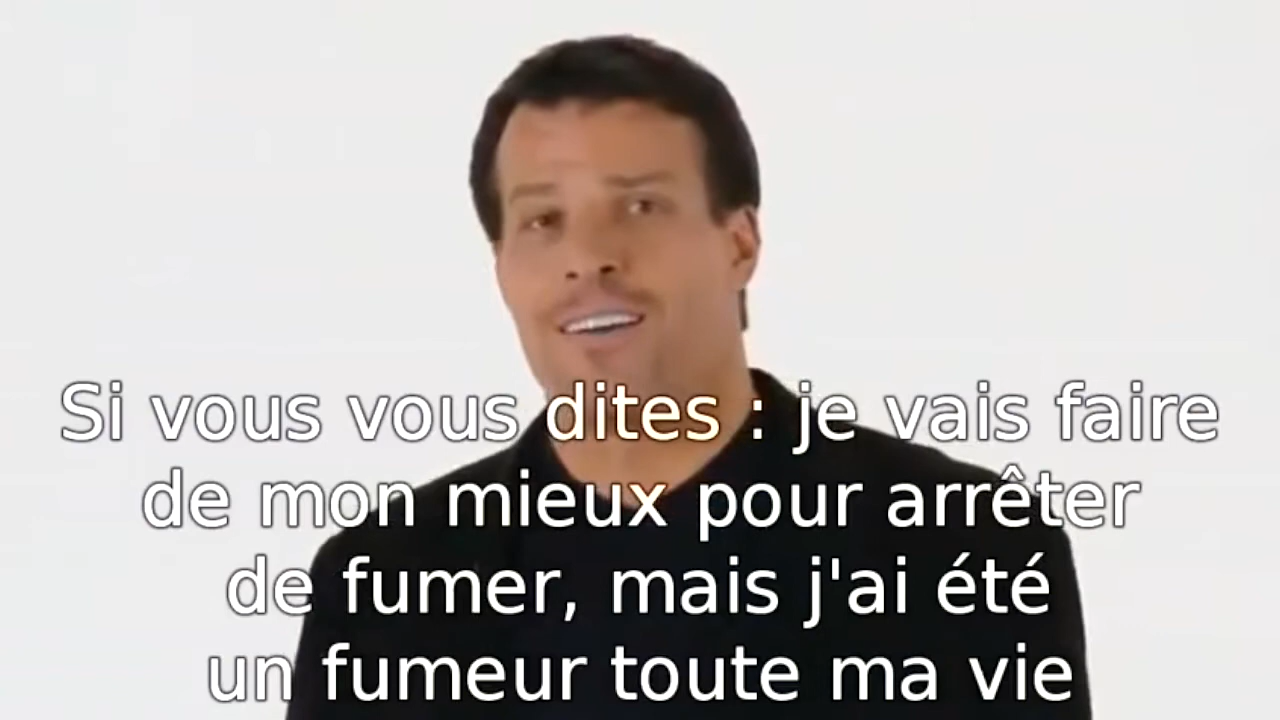 Si vous vous dites : je vais faire
de mon mieux pour arrêter
de fumer, mais j'ai été
un fumeur toute ma vie